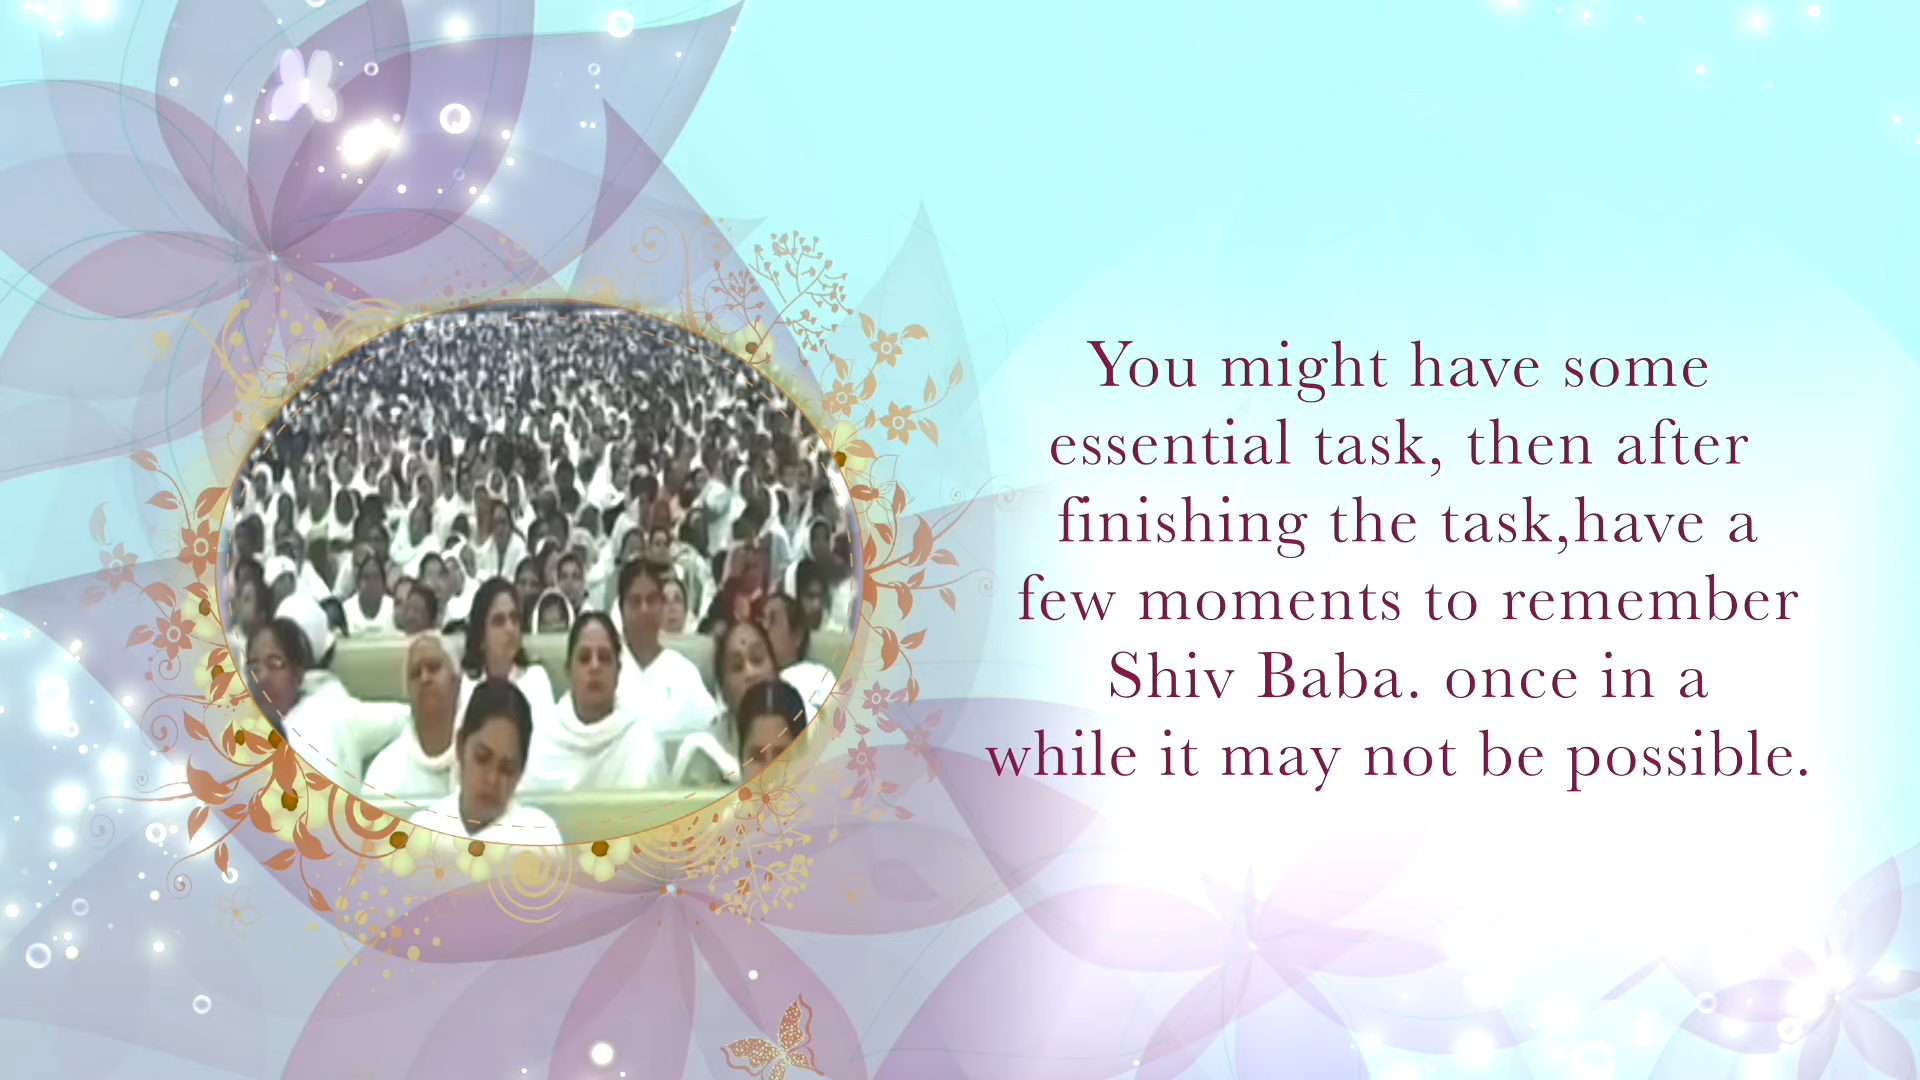 You might have some
essential task, then after
finishing the task,have a
few moments to remember
Shiv Baba. once in a
while it may not be possible.